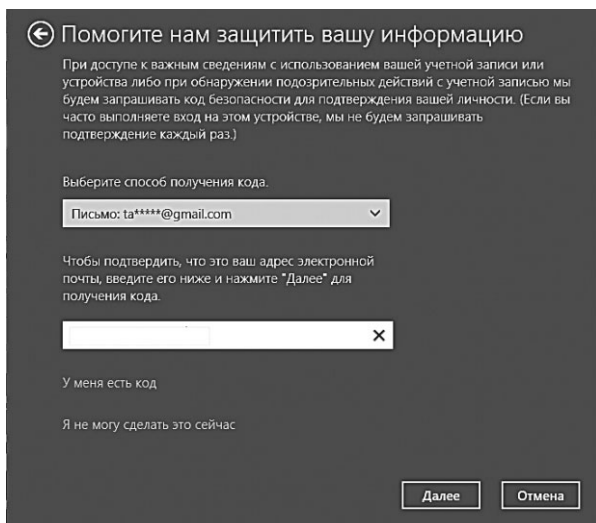 Помогите нам защитить вашу информацию
При доступе к важным сведениям с использованием вашей учетной записи или
устройства либо при обнаружении подозрительных действий с учетной записью мы
будем запрашивать код безопасности для подтверждения вашей личности. (Если вы
часто выполняете вход на этом устройстве, мы не будем запрашивать
подтверждение каждый раз.)
Выберите способ получения кода.
Письмо: ta*****@gmail.com
Чтобы подтвердить, что это ваш адрес электронной
почты, введите его ниже и нажмите "Далее" для
получения кода.
У меня есть код
Я не могу сделать это сейчас
Далее
Отмена